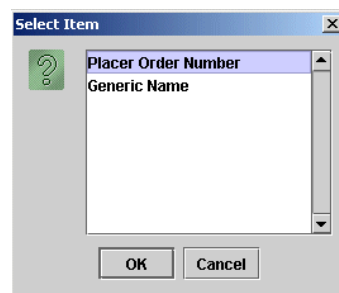 Select Item
Placer Order Number
Generic Name
OK Cancel